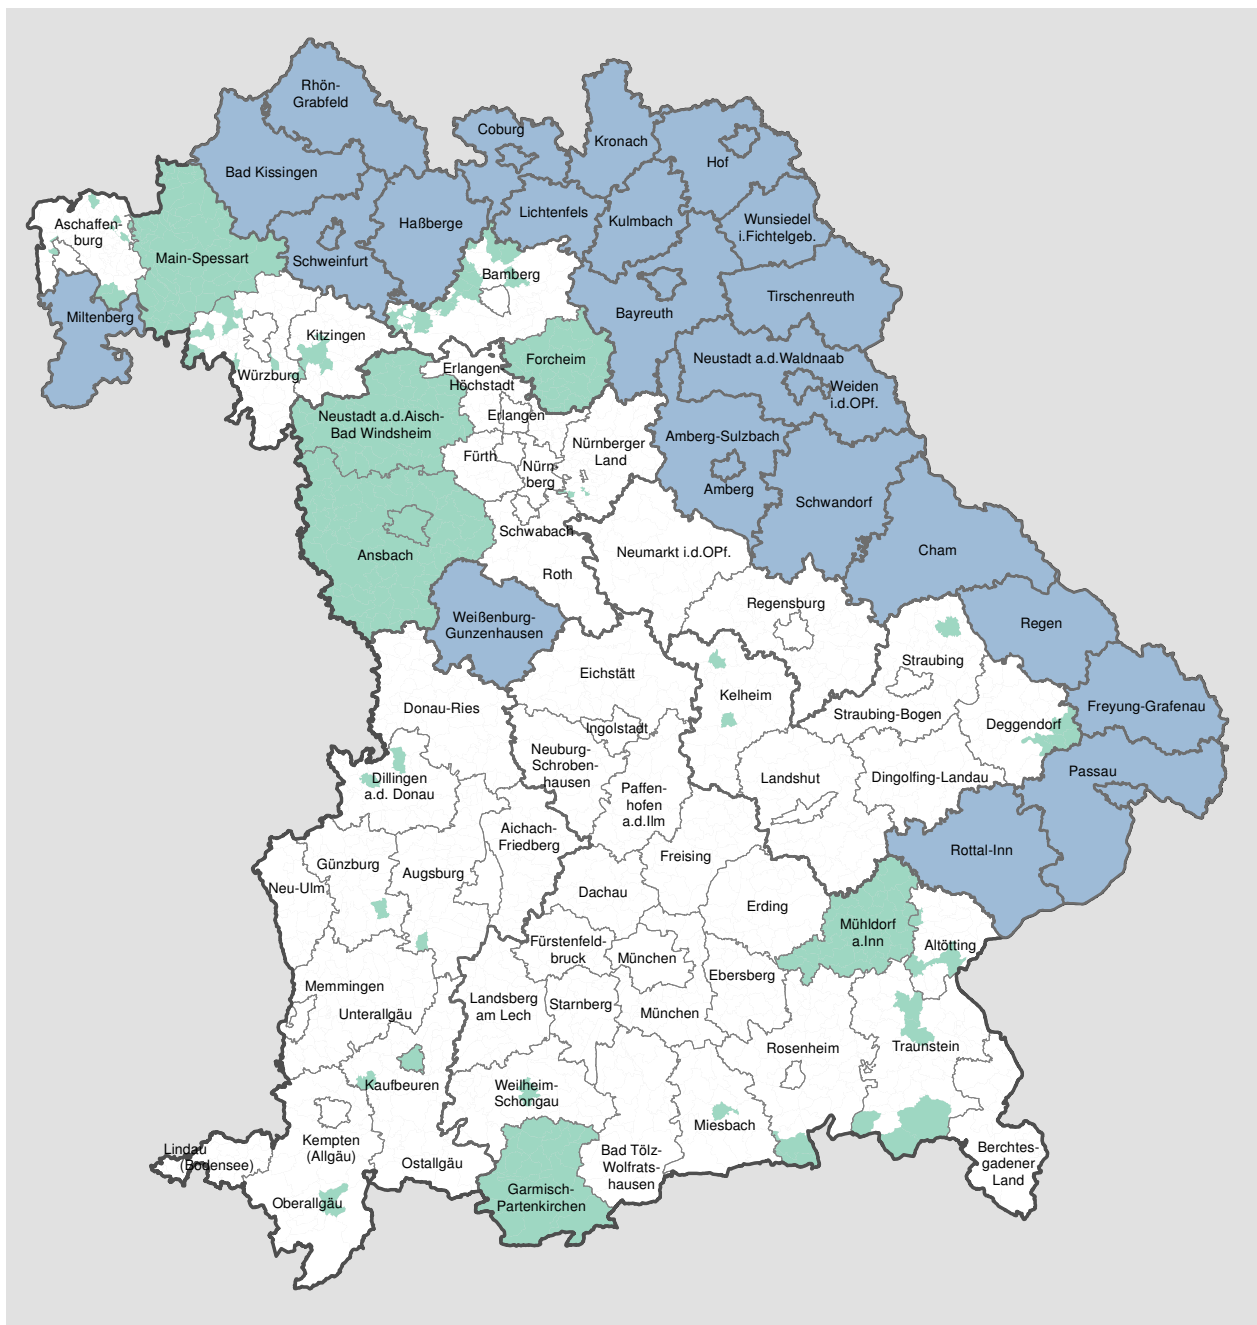 Rhön-
Grabfeld
Coburg
Kronach
Hof
Bad Kissingen
Lichtenfels
Kulmbach
Wunsiedel
i.Fichtelgeb.
Haßberge
Aschaffen-
burg
Main-Spessart
Schweinfurt
Bamberg
Tirschenreuth
Miltenberg
Bayreuth
Kitzingen
Forcheim
Neustadt a.d.Waldnaab
Würzburg
Erlangen
Höchstadt
Weiden
i.d.OPf.
Neustadt a.d.Aisch-
Bad Windsheim
Erlangen
Fürth
Nürn-
berg
Nürnberger
Land
Amberg-Sulzbach
Amberg
Schwandorf
Schwabach
Ansbach
Neumarkt i.d.OPf.
Cham
Roth
Regensburg
Weißenburg-
Gunzenhausen
Regen
Straubing
Eichstätt
Kelheim
Donau-Ries
Straubing-Bogen
Freyung-Grafenau
Deggendorf
Ingolstadt
Neuburg-
Schroben-
hausen
Dillingen
a.d. Donau
Paffen-
hofen
a.d.Ilm
Landshut
Dingolfing-Landau
Passau
Aichach-
Friedberg
Rottal-Inn
Günzburg
Augsburg
Freising
Neu-Ulm
Dachau
Erding
Mühldorf
a.Inn
Altötting
Fürstenfeld-
bruck
München
Ebersberg
Memmingen
Unterallgäu
Landsberg
am Lech
Starnberg
München
Rosenheim
Traunstein
Kaufbeuren
Weilheim-
Schongau
Miesbach
Kempten
(Allgäu)
Lindau
(Bodensee)
Ostallgäu
Bad Tölz-
Wolfrats-
hausen
Berchtes-
gadener
Land
Oberallgäu
Garmisch-
Partenkirchen